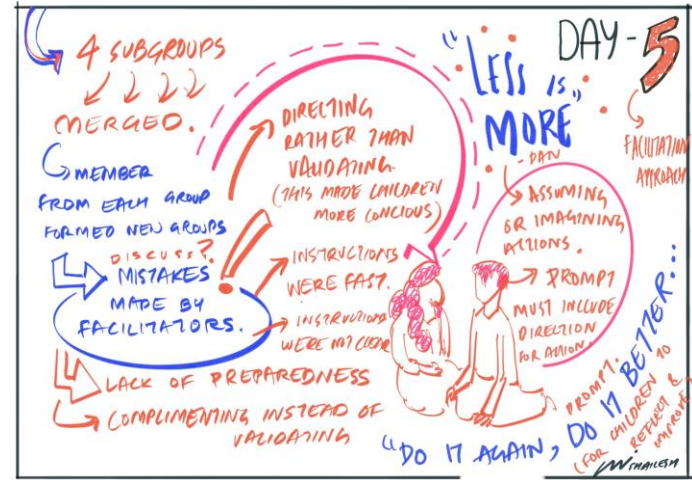 DAY-5
FACILITATION
APPROACH
4 SUBGROUPS
MERGED.
MEMBER
FROM EACH GROUP
FORMED NEW GROUPS
DISCUSS?
MISTAKES
MADE BY
FACILITATORS.
DIRECTING
RATHER THAN
VALIDATING.
(THIS MADE CHILDREN
MORE CONCIOUS)
INSTRUCTIONS
WERE FAST.
INSTRUCTIONS
WERE NOT CLEAR
LACK OF PREPAREDNESS
COMPLIMENTING INSTEAD OF
VALIDATING
"LESS IS
MORE"
- DAN
ASSUMING
OR IMAGINING
ACTIONS.
PROMPT
MUST INCLUDE
DIRECTION
FOR ACTION.
"DO IT AGAIN, DO IT BETTER...
PROMPT.
(FOR CHILDREN TO
REFLECT &
IMPROVE)